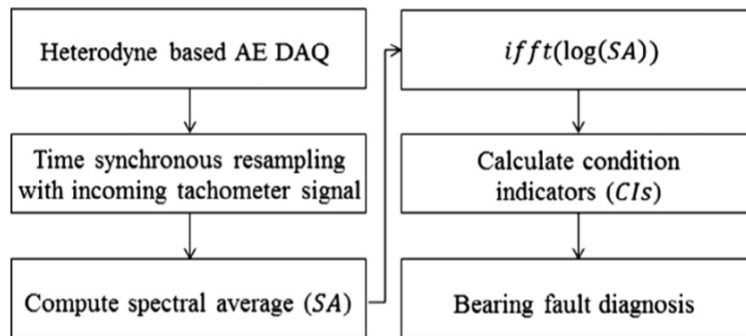 Heterodyne based AE DAQ
Time synchronous resampling
with incoming tachometer signal
Compute spectral average (SA)
ifft(log(SA))
Calculate condition
indicators (CIs)
Bearing fault diagnosis